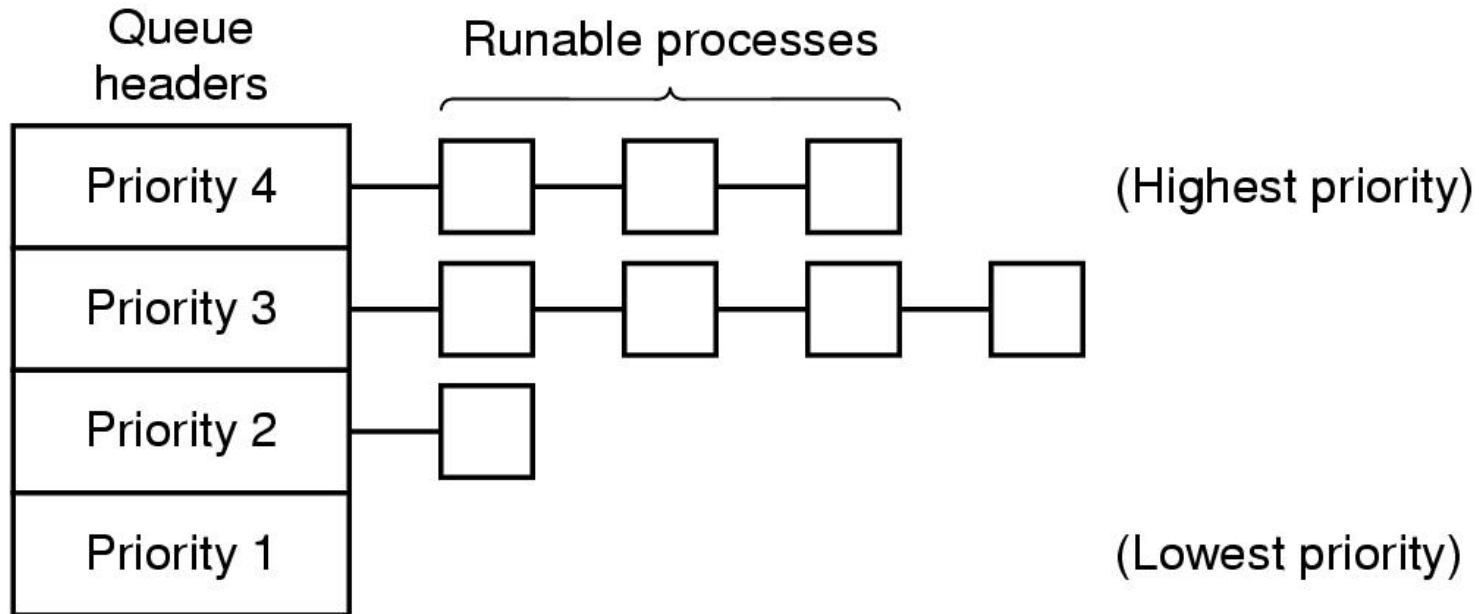 Queue
headers
Runable processes
Priority 4
(Highest priority)
Priority 3
Priority 2
Priority 1
(Lowest priority)